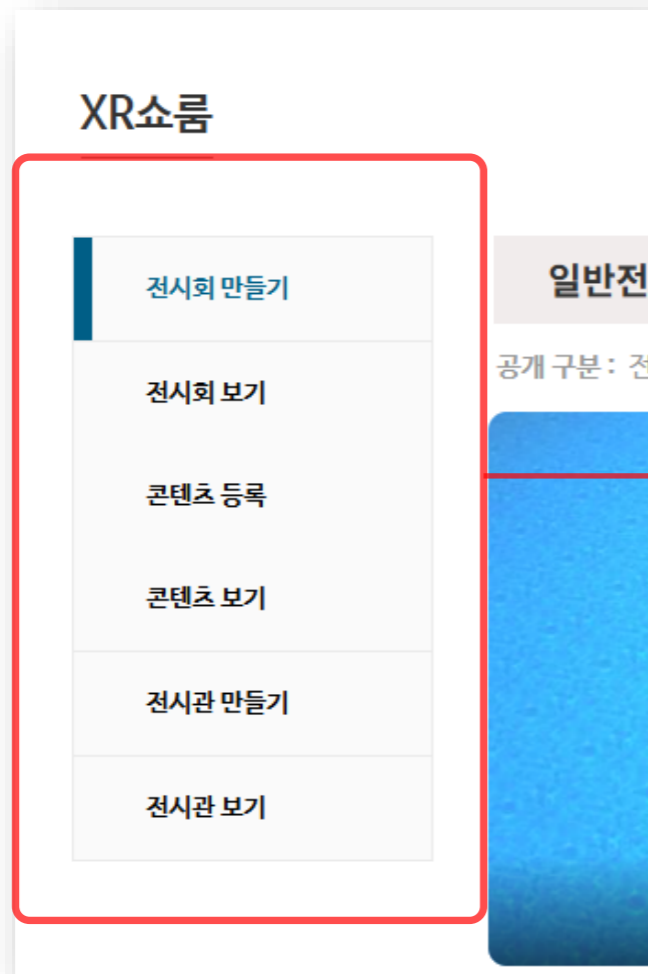 XR쇼룸
전시회 만들기
전시회 보기
콘텐츠 등록
콘텐츠 보기
전시관 만들기
전시관 보기
일반전
공개 구분 : 전